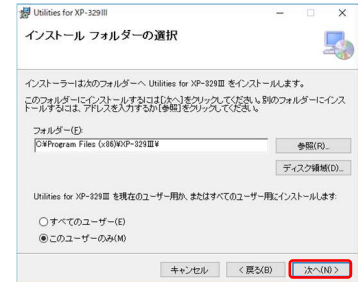 Utilities for XP-329Ⅲ
インストール フォルダーの選択
インストーラーは次のフォルダーへ Utilities for XP-329Ⅲ をインストールします。
このフォルダーにインストールするには[次へ]をクリックしてください。別のフォルダーにインス
トールするには、アドレスを入力するか[参照]をクリックしてください。
フォルダー(F):
C:¥Program Files (x86)¥XP-329Ⅲ¥
参照(R)...
ディスク領域(D)...
Utilities for XP-329Ⅲ を現在のユーザー用か、またはすべてのユーザー用にインストールします:
すべてのユーザー(E)
このユーザーのみ(M)
キャンセル
< 戻る(B)
次へ(N) >